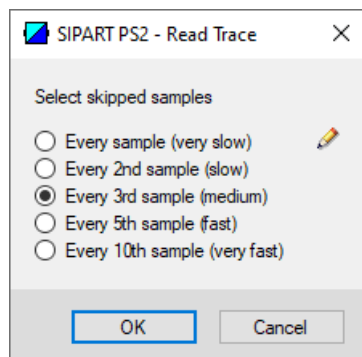 SIPART PS2 - Read Trace
Select skipped samples
Every sample (very slow)
Every 2nd sample (slow)
Every 3rd sample (medium)
Every 5th sample (fast)
Every 10th sample (very fast)
OK
Cancel